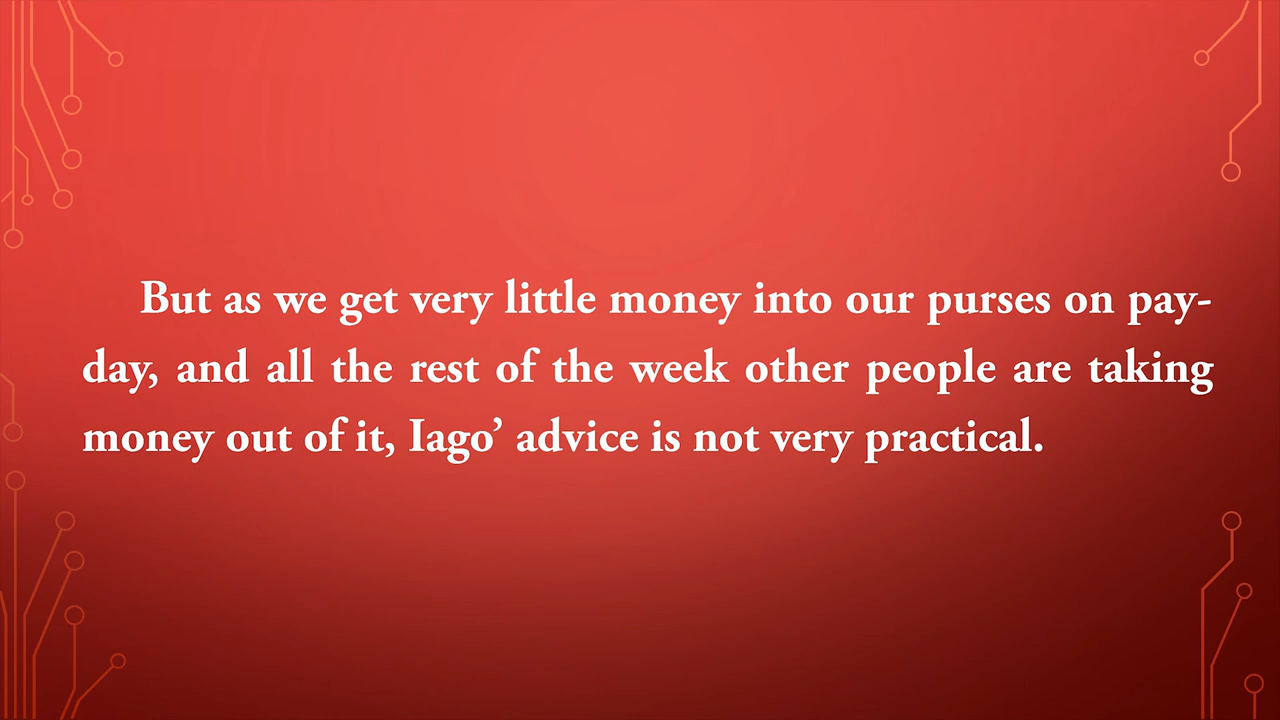 But as we get very little money into our purses on pay-
day, and all the rest of the week other people are taking
money out of it, Iago’ advice is not very practical.